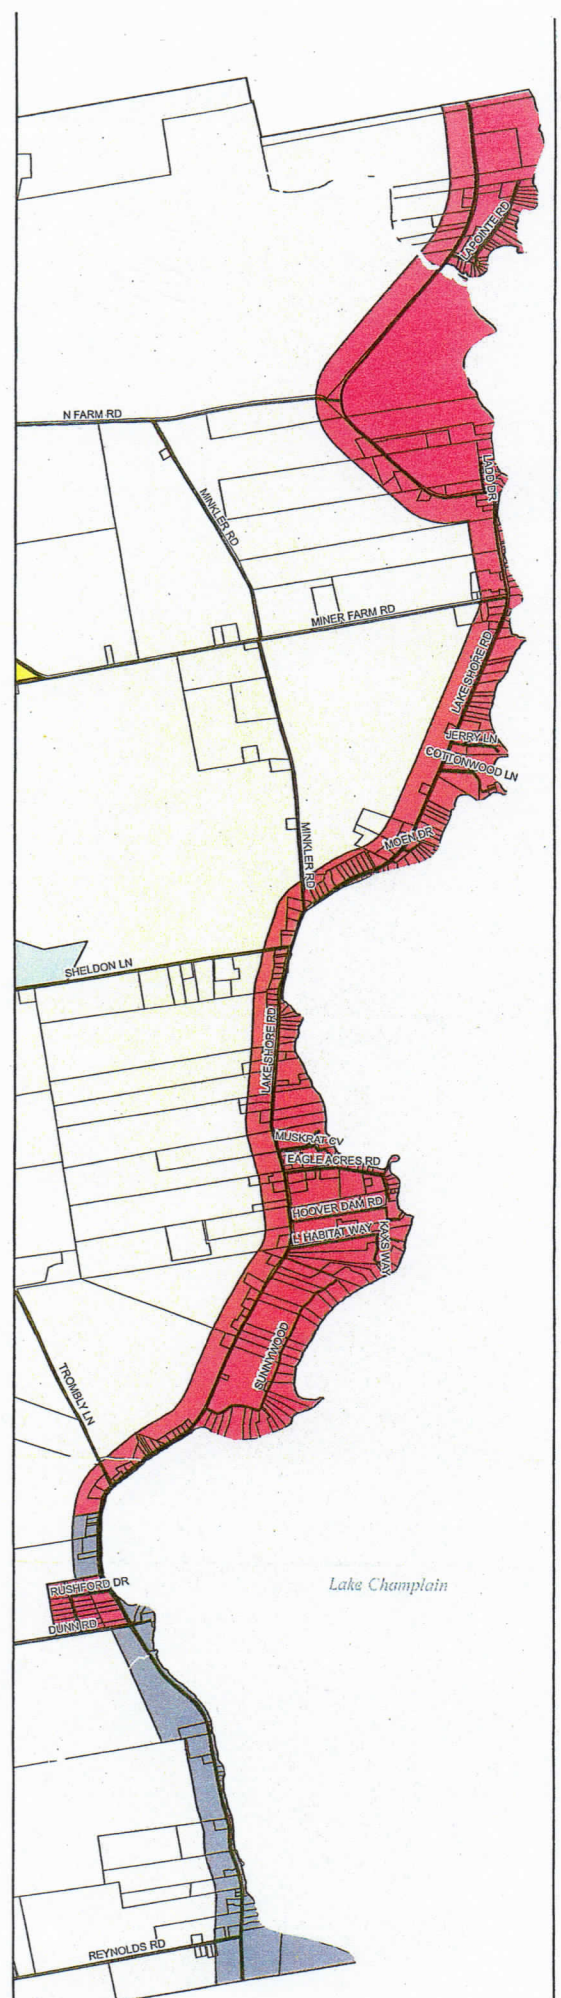 LAPOINTE RD
N FARM RD
LADD DR
MINKLER RD
MINER FARM RD
LAKE SHORE RD
JERRY LN
COTTONWOOD LN
MOEN DR
MINKLER RD
SHELDON LN
LAKE SHORE RD
MUSKRAT CV
EAGLE ACRES RD
HOOVER DAM RD
L HABITAT WAY
KAXS WAY
SUNNYWOOD
TROMBLY LN
Lake Champlain
RUSHFORD DR
DUNN RD
REYNOLDS RD